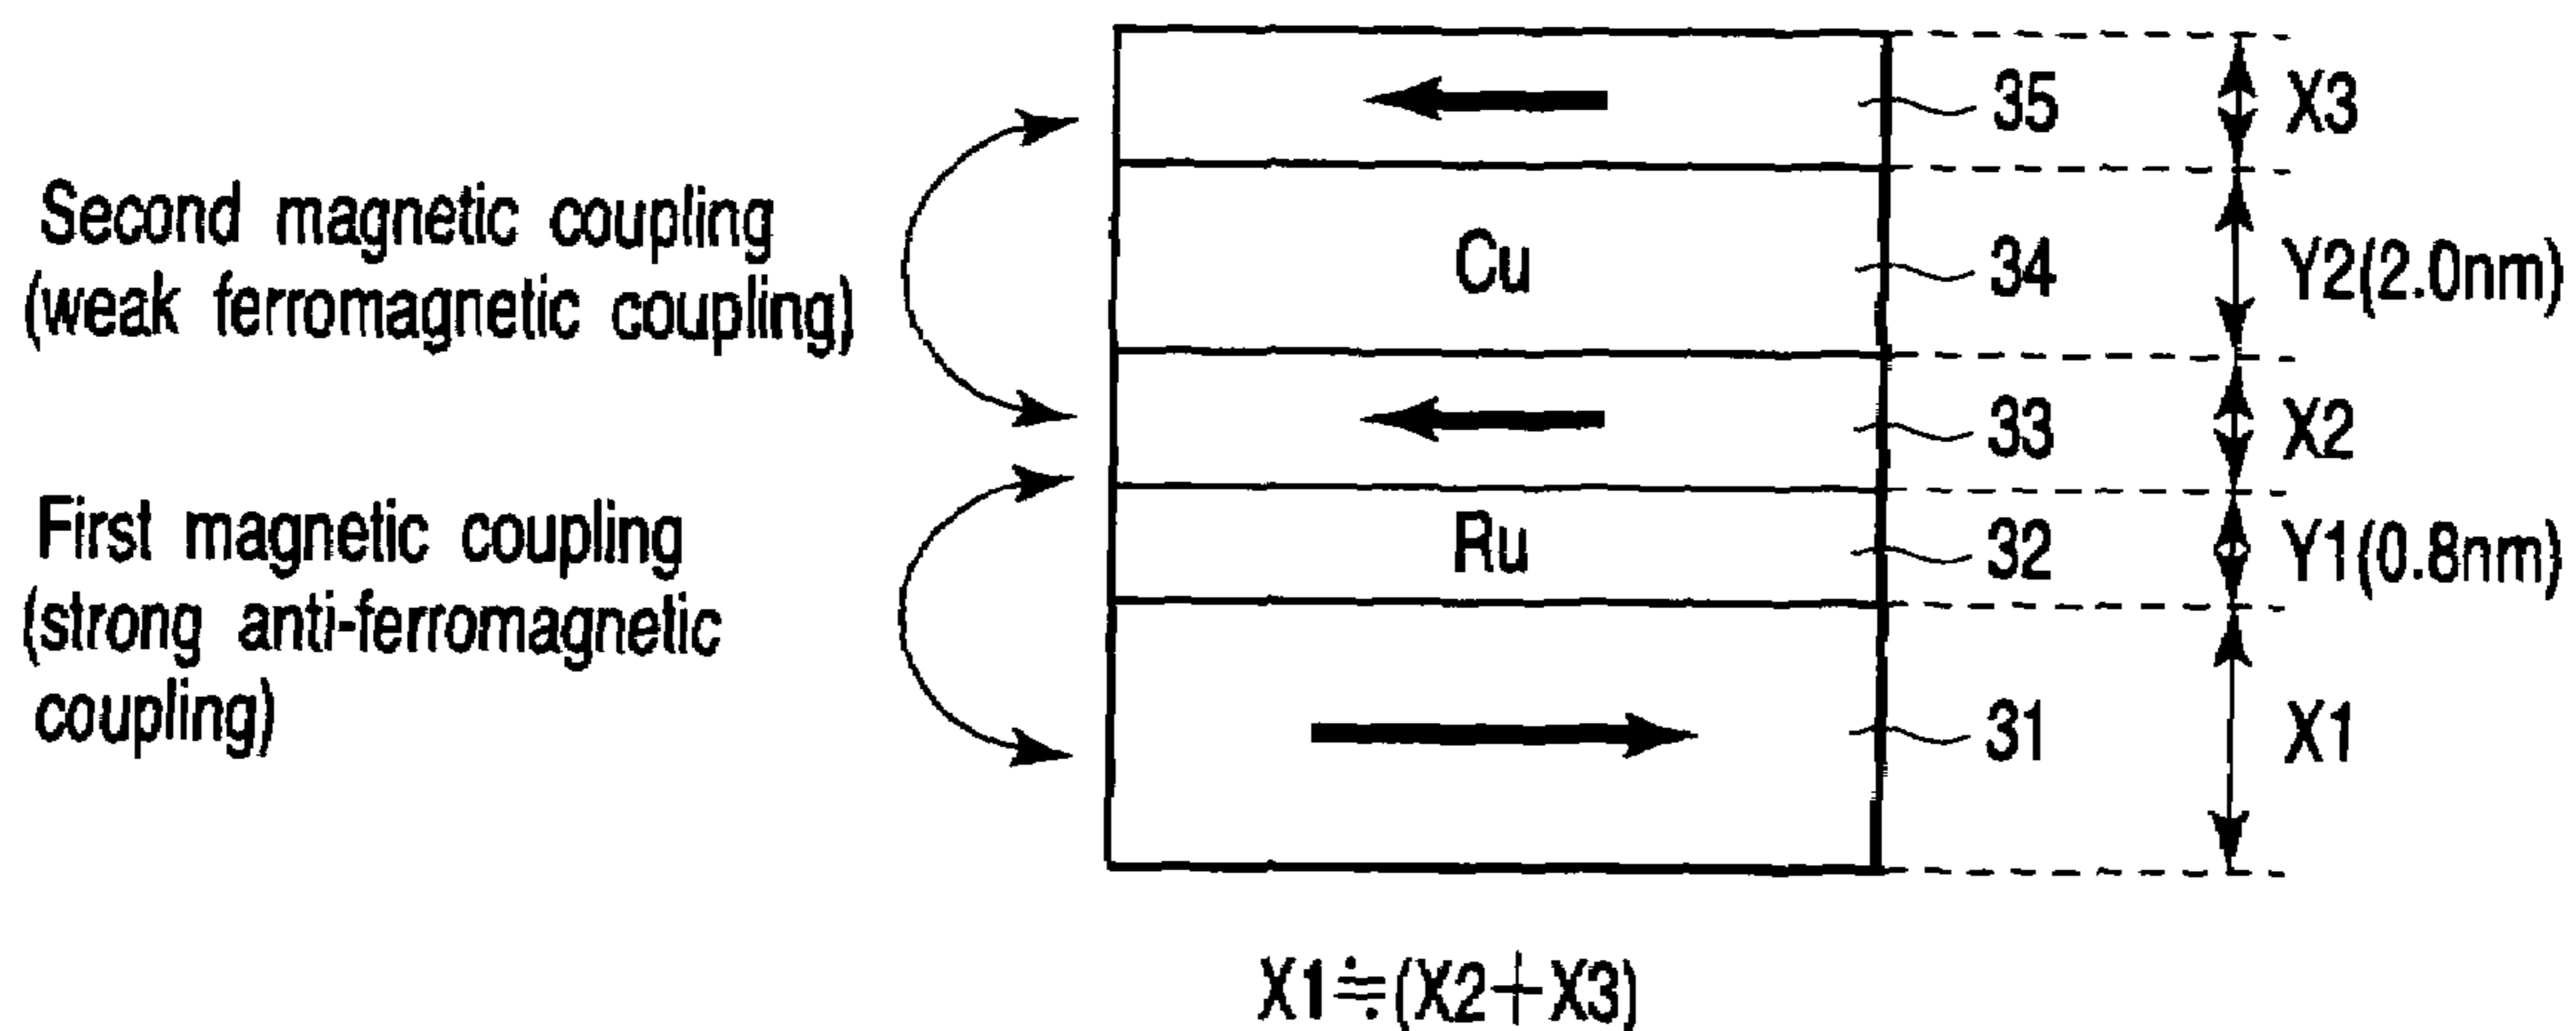 Second magnetic coupling
(weak ferromagnetic coupling)
First magnetic coupling
(strong anti-ferromagnetic
coupling)
35
X3
Cu
34
Y2(2.0nm)
33
X2
Ru
32
Y1(0.8nm)
31
X1
X1≒(X2+X3)